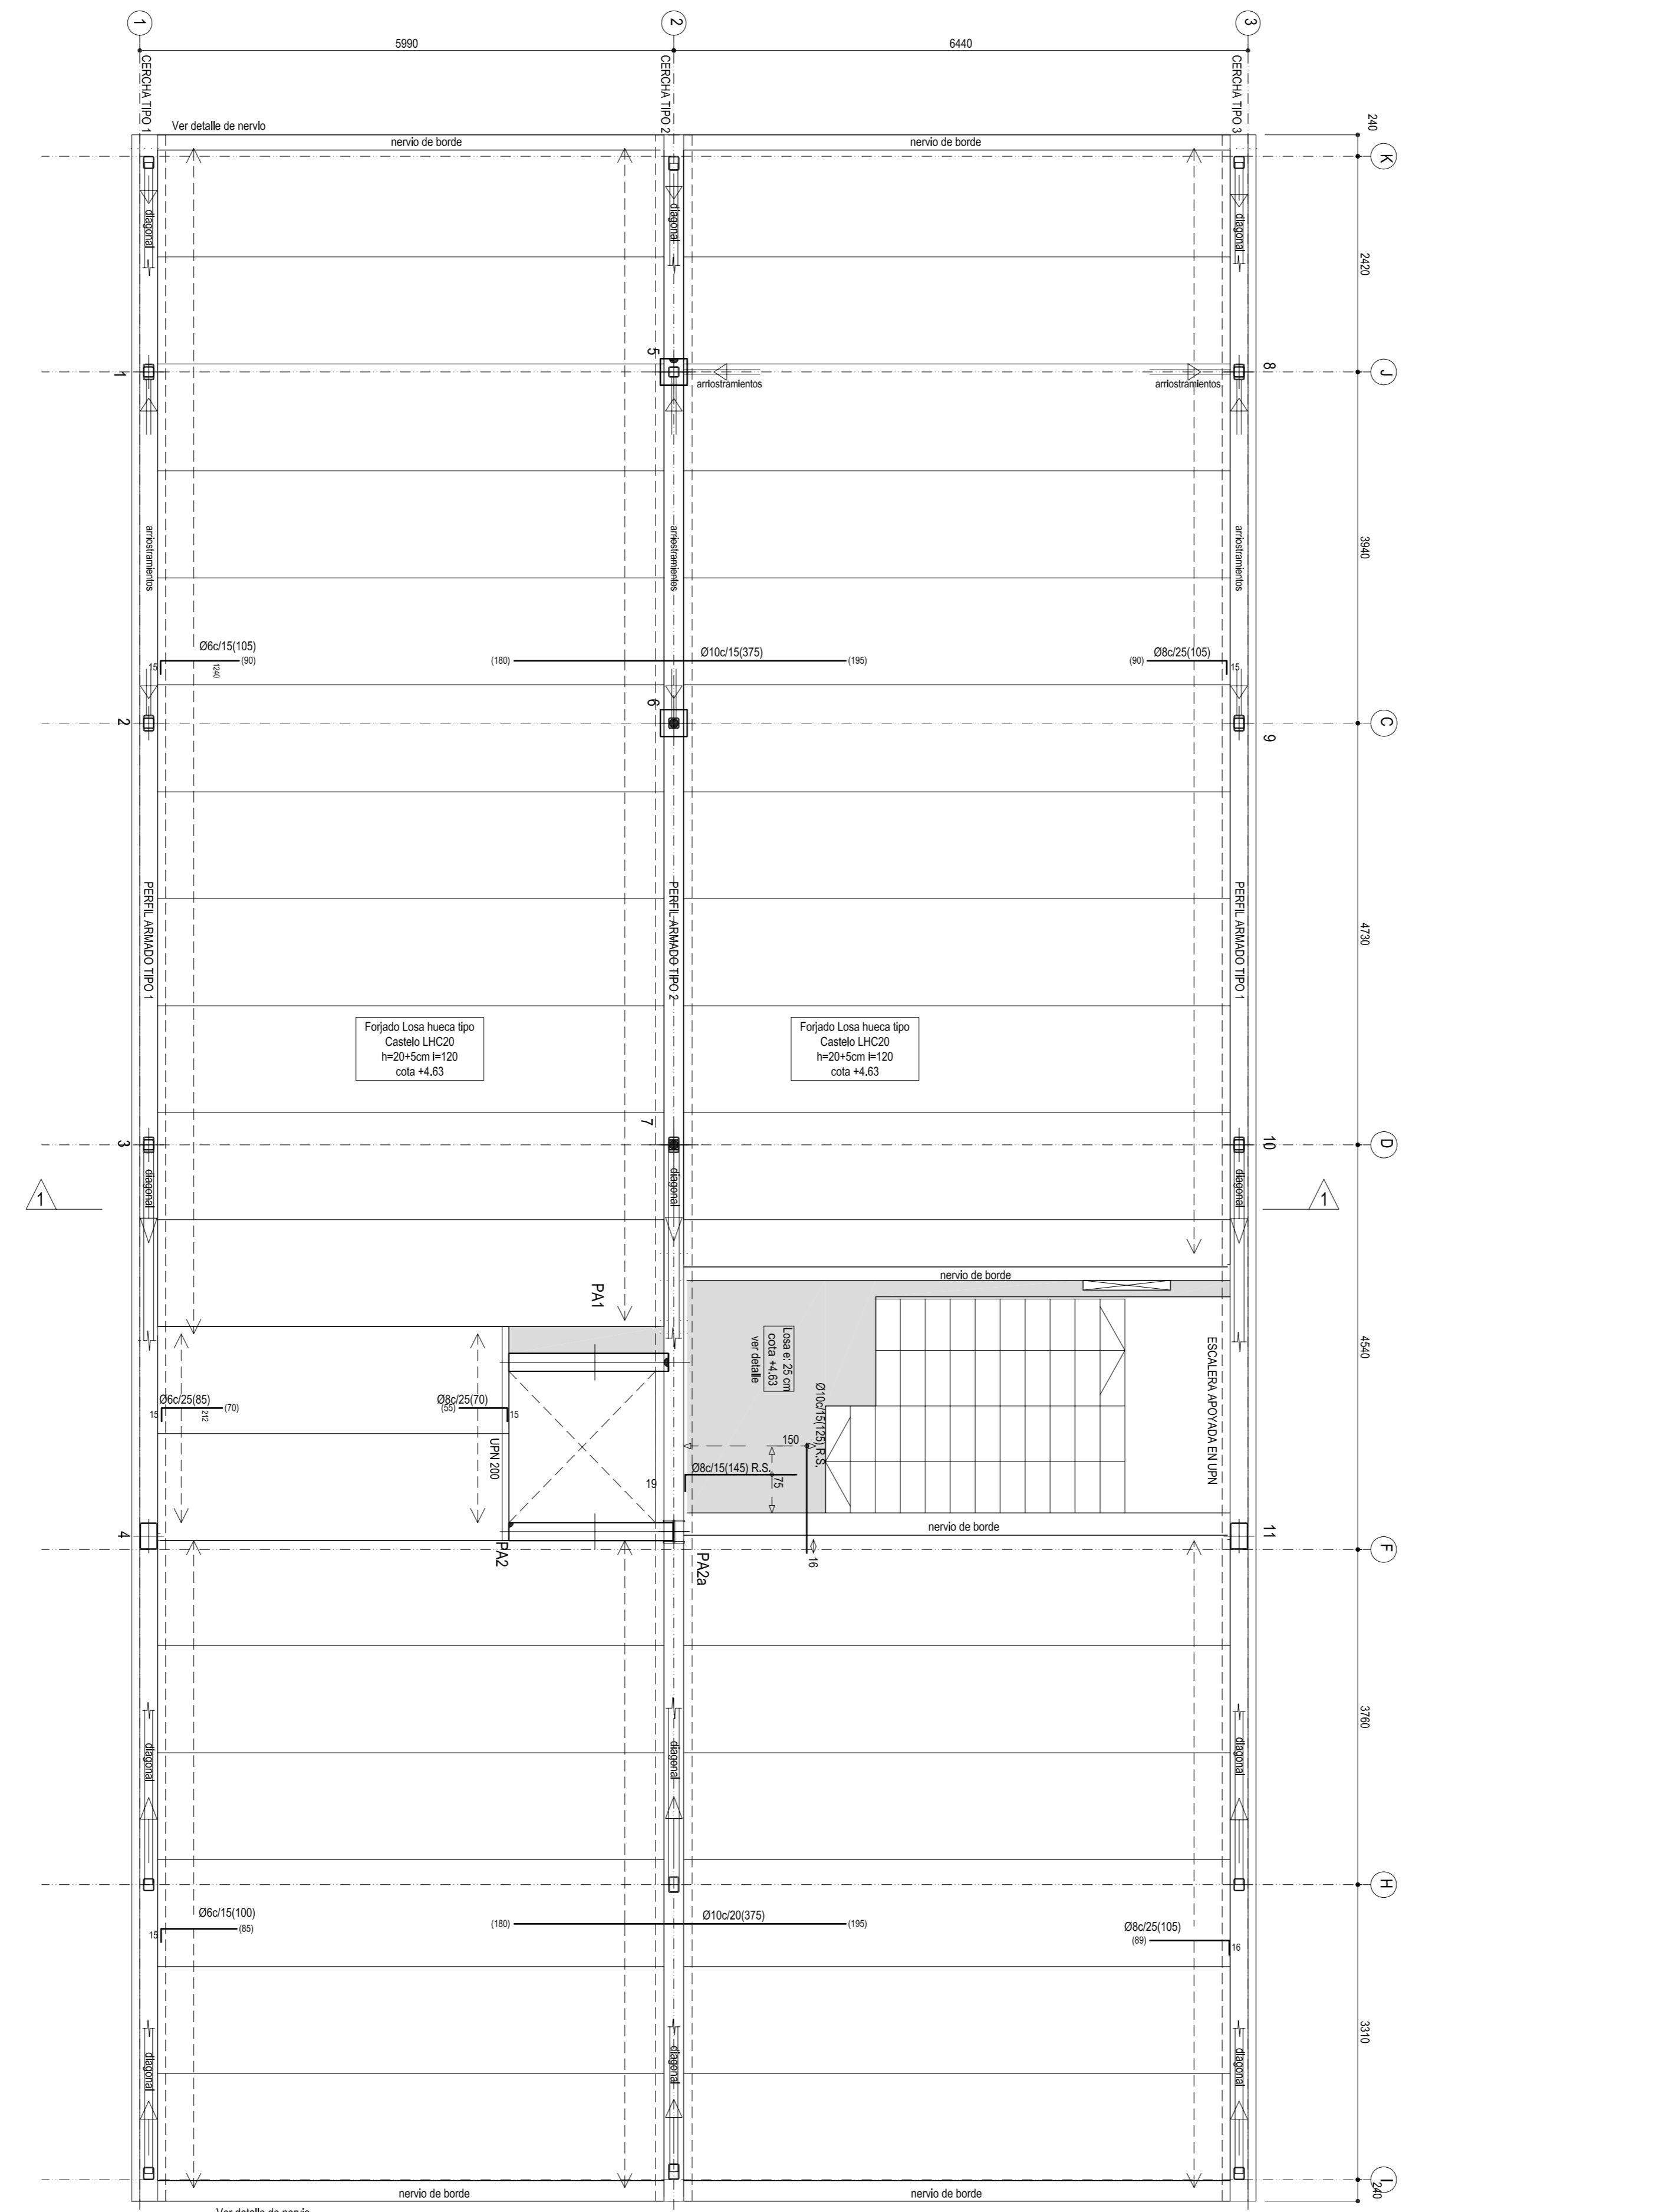 1
2
3
5990
6440
CERCHA TIPO 1
CERCHA TIPO 2
CERCHA TIPO 3
240
Ver detalle de nervio
nervio de borde
nervio de borde
K
diagonal
diagonal
diagonal
2420
5
8
1
J
arriostramientos
arriostramientos
arriostramientos
arriostramientos
arriostramientos
3940
Ø6c/15(105)
15
(90)
1240
(180)
Ø10c/15(375)
(195)
(90)
Ø8c/25(105)
15
6
2
9
C
PERFIL ARMADO TIPO 1
PERFIL ARMADO TIPO 2
PERFIL ARMADO TIPO 1
4730
Forjado Losa hueca tipo
Castelo LHC20
h=20+5cm i=120
cota +4.63
Forjado Losa hueca tipo
Castelo LHC20
h=20+5cm i=120
cota +4.63
7
3
10
D
diagonal
diagonal
diagonal
1
1
nervio de borde
PA1
Losa e: 25 cm
cota +4.63
ver detalle
ESCALERA APOYADA EN UPN
4540
Ø6c/25(85)
15
(70)
212
Ø8c/25(70)
(55)
15
UPN 200
Ø10c/15(125) R.S.
150
Ø8c/15(145) R.S.
75
19
nervio de borde
4
11
F
PA2
PA2a
16
diagonal
diagonal
diagonal
3760
H
Ø6c/15(100)
15
(85)
(180)
Ø10c/20(375)
(195)
Ø8c/25(105)
(89)
16
3310
diagonal
diagonal
diagonal
I
240
nervio de borde
nervio de borde
Ver detalle de nervio